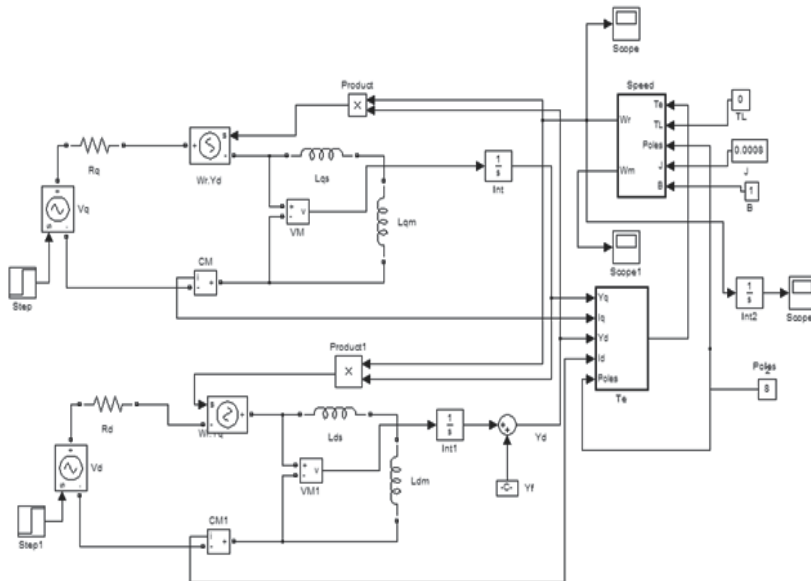 Scope
Product
Speed
x
s
+
-
Wr.Yd
Rq
Lqs
Te
TL
Wr
Poles
J
Wm
B
0
TL
0.0008
J
1
B
1
s
Int
Vq
+
-
v
VM
Lqm
Scope1
CM
i
-
+
Step
1
s
Int2
Scope
Yq
Iq
Yd
Id
Poles
Te
Product1
x
Poles
8
s
-
+
Wr.Yq
Rd
Lds
1
s
Int1
Yd
Vd
+
-
v
VM1
Ldm
-C-
Yf
CM1
i
-
+
Step1